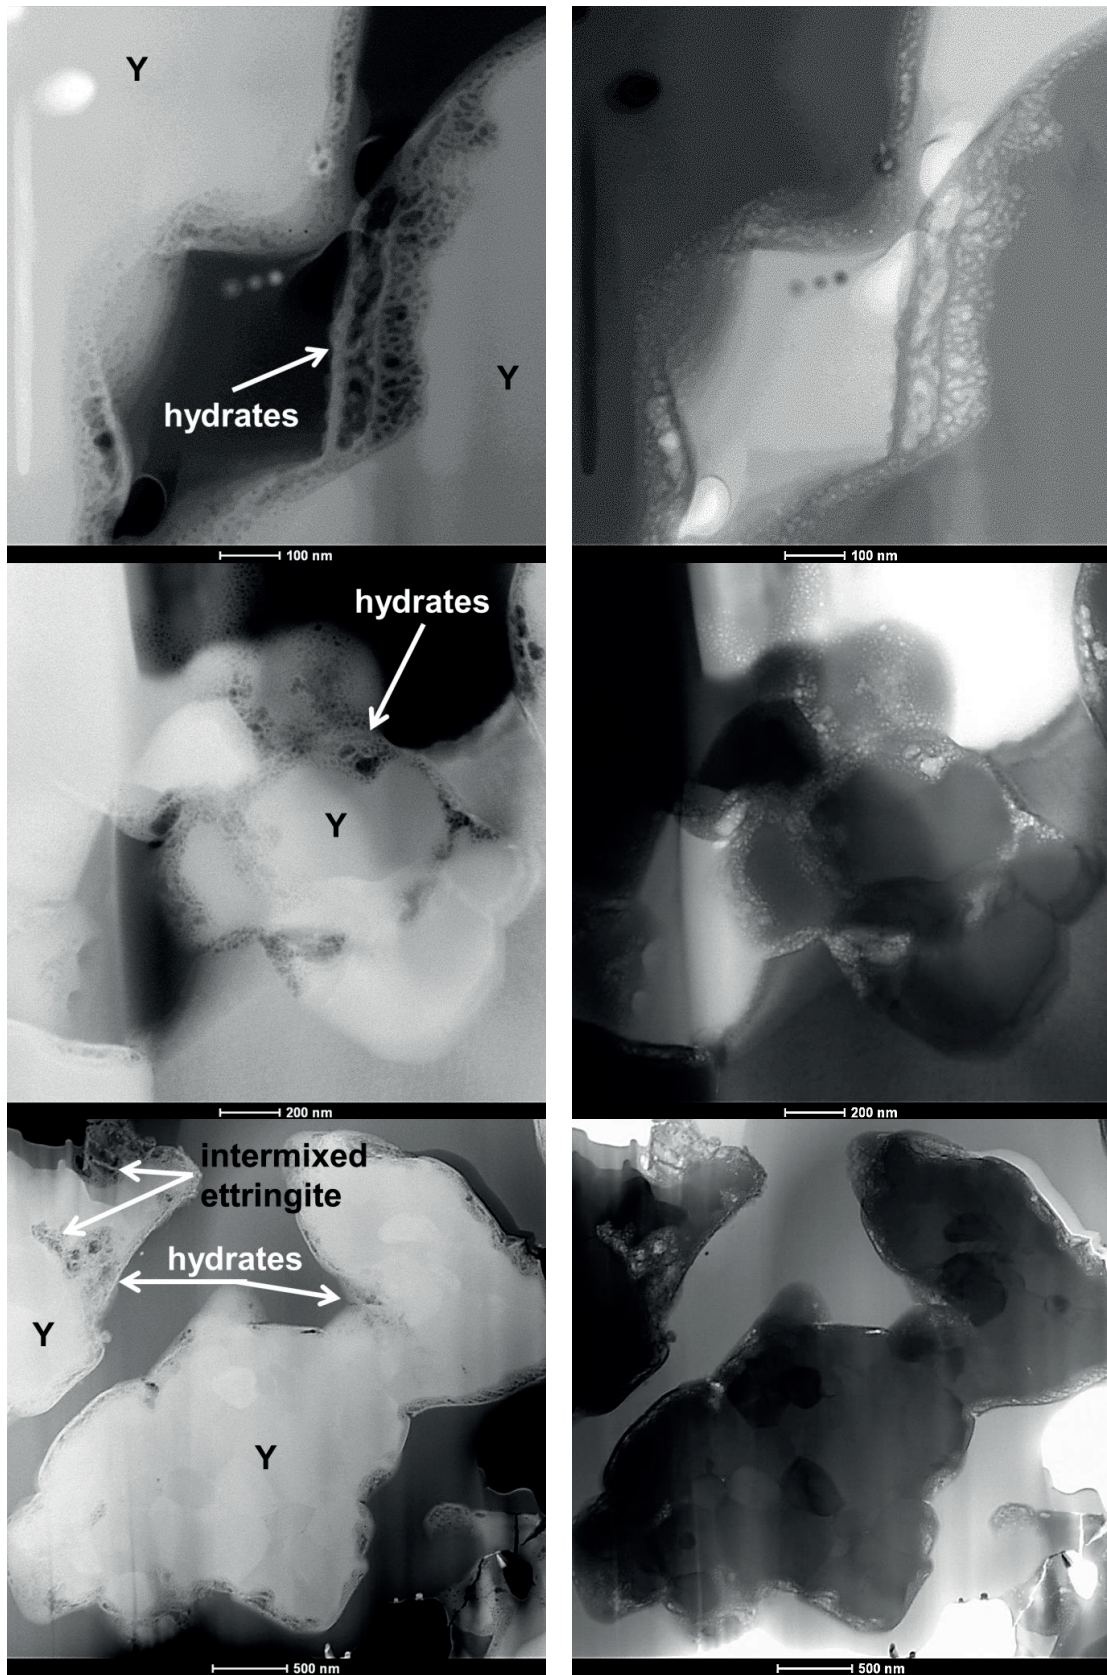 Y
hydrates
Y
100 nm
100 nm
hydrates
Y
200 nm
200 nm
intermixed
ettringite
hydrates
Y
Y
500 nm
500 nm